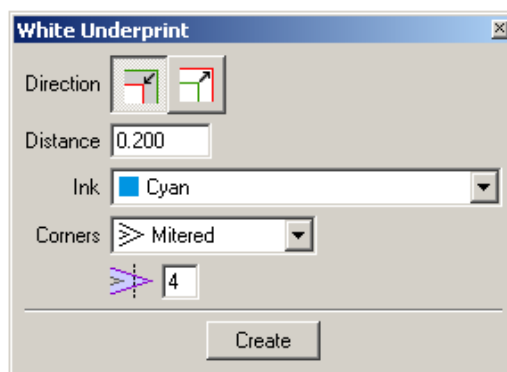 White Underprint
Direction
Distance 0.200
Ink Cyan
Corners Mitered
4
Create